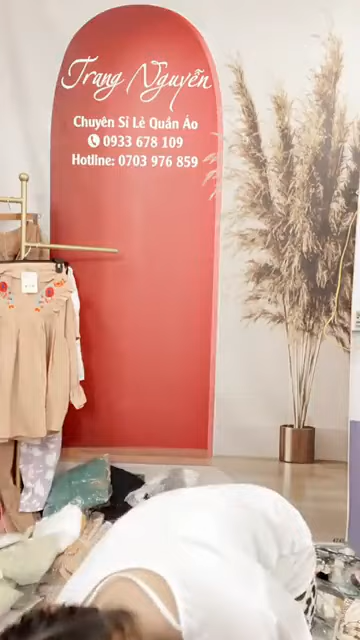 Trang Nguyễn
Chuyên Sỉ Lẻ Quần Áo
0933 678 109
Hotline: 0703 976 859